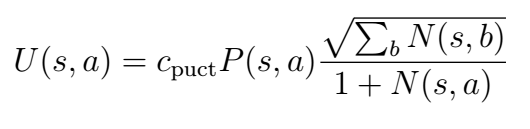 U(s, a) = c_puct P(s, a) √(∑_b N(s, b)) / (1 + N(s, a))